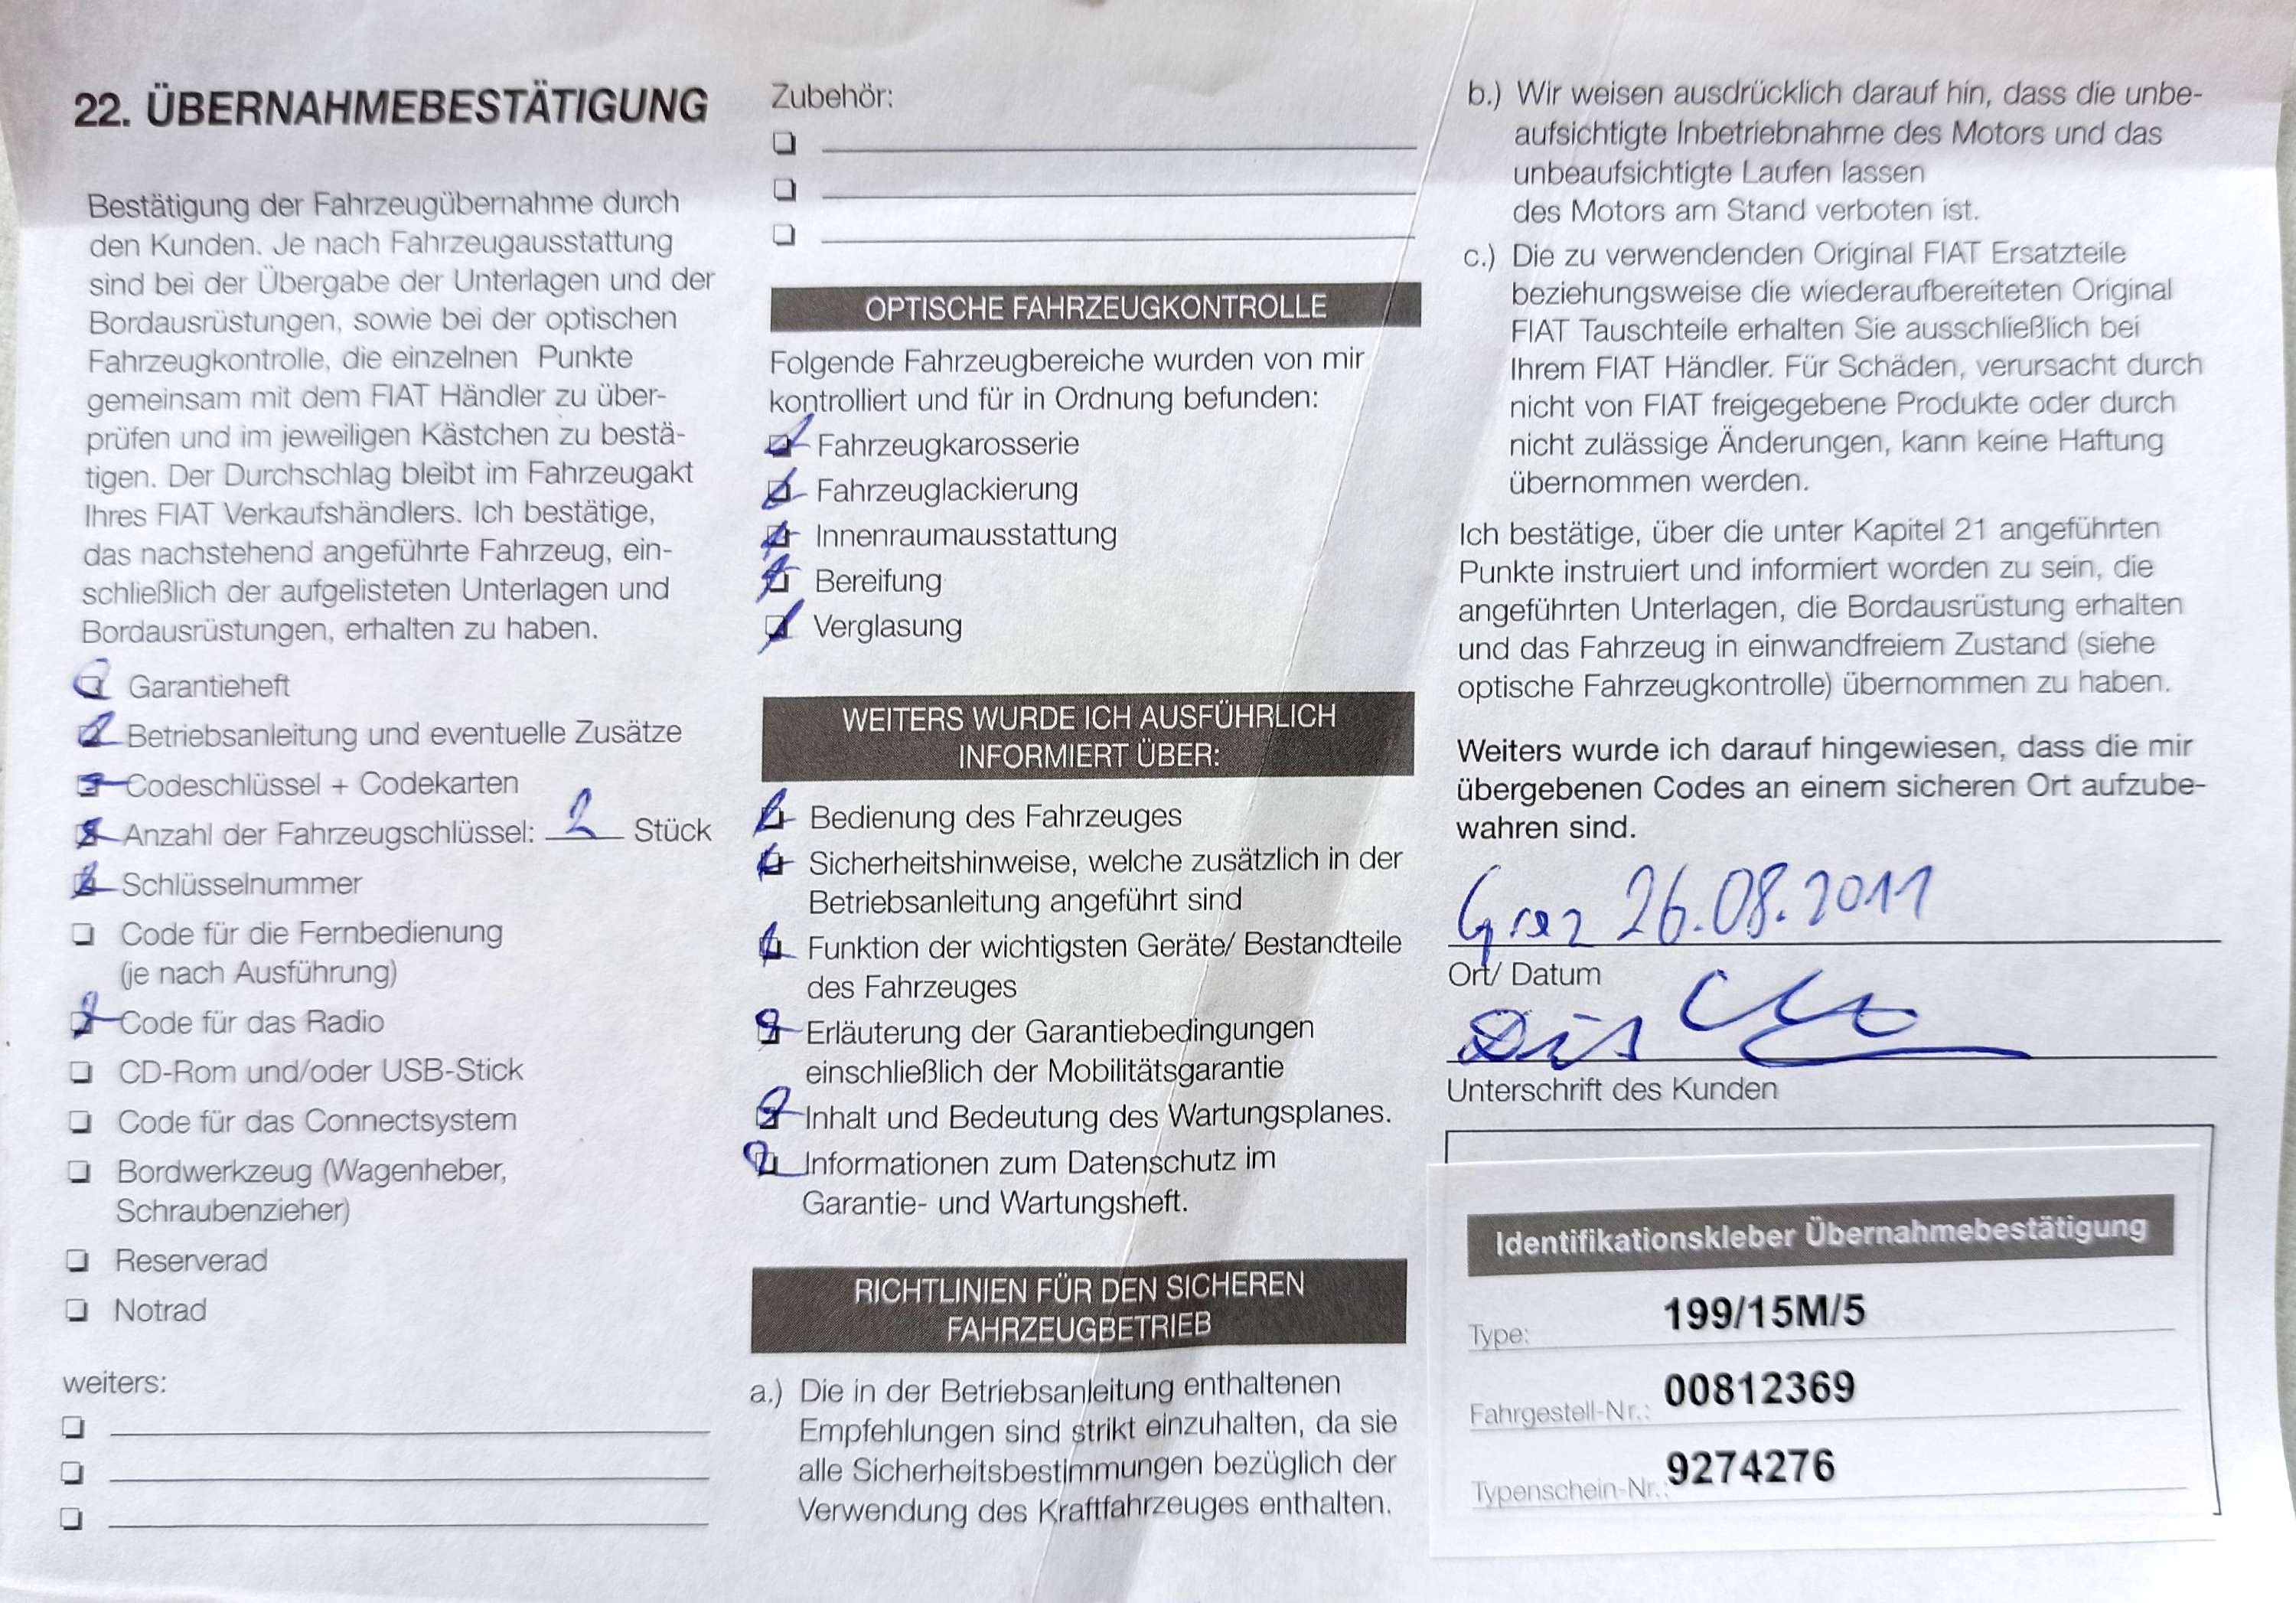 22. ÜBERNAHMEBESTÄTIGUNG
Bestätigung der Fahrzeugübernahme durch
den Kunden. Je nach Fahrzeugausstattung
sind bei der Übergabe der Unterlagen und der
Bordausrüstungen, sowie bei der optischen
Fahrzeugkontrolle, die einzelnen Punkte
gemeinsam mit dem FIAT Händler zu über-
prüfen und im jeweiligen Kästchen zu bestä-
tigen. Der Durchschlag bleibt im Fahrzeugakt
Ihres FIAT Verkaufshändlers. Ich bestätige,
das nachstehend angeführte Fahrzeug, ein-
schließlich der aufgelisteten Unterlagen und
Bordausrüstungen, erhalten zu haben.
Garantieheft
Betriebsanleitung und eventuelle Zusätze
Codeschlüssel + Codekarten
Anzahl der Fahrzeugschlüssel: 2 Stück
Schlüsselnummer
Code für die Fernbedienung
(je nach Ausführung)
Code für das Radio
CD-Rom und/oder USB-Stick
Code für das Connectsystem
Bordwerkzeug (Wagenheber,
Schraubenzieher)
Reserverad
Notrad
weiters:
Zubehör:
OPTISCHE FAHRZEUGKONTROLLE
Folgende Fahrzeugbereiche wurden von mir
kontrolliert und für in Ordnung befunden:
Fahrzeugkarosserie
Fahrzeuglackierung
Innenraumausstattung
Bereifung
Verglasung
WEITERS WURDE ICH AUSFÜHRLICH
INFORMIERT ÜBER:
Bedienung des Fahrzeuges
Sicherheitshinweise, welche zusätzlich in der
Betriebsanleitung angeführt sind
Funktion der wichtigsten Geräte/ Bestandteile
des Fahrzeuges
Erläuterung der Garantiebedingungen
einschließlich der Mobilitätsgarantie
Inhalt und Bedeutung des Wartungsplanes.
Informationen zum Datenschutz im
Garantie- und Wartungsheft.
RICHTLINIEN FÜR DEN SICHEREN
FAHRZEUGBETRIEB
a.) Die in der Betriebsanleitung enthaltenen
Empfehlungen sind strikt einzuhalten, da sie
alle Sicherheitsbestimmungen bezüglich der
Verwendung des Kraftfahrzeuges enthalten.
b.) Wir weisen ausdrücklich darauf hin, dass die unbe-
aufsichtigte Inbetriebnahme des Motors und das
unbeaufsichtigte Laufen lassen
des Motors am Stand verboten ist.
c.) Die zu verwendenden Original FIAT Ersatzteile
beziehungsweise die wiederaufbereiteten Original
FIAT Tauschteile erhalten Sie ausschließlich bei
Ihrem FIAT Händler. Für Schäden, verursacht durch
nicht von FIAT freigegebene Produkte oder durch
nicht zulässige Änderungen, kann keine Haftung
übernommen werden.
Ich bestätige, über die unter Kapitel 21 angeführten
Punkte instruiert und informiert worden zu sein, die
angeführten Unterlagen, die Bordausrüstung erhalten
und das Fahrzeug in einwandfreiem Zustand (siehe
optische Fahrzeugkontrolle) übernommen zu haben.
Weiters wurde ich darauf hingewiesen, dass die mir
übergebenen Codes an einem sicheren Ort aufzube-
wahren sind.
Graz 26.08.2011
Ort/ Datum
Unterschrift des Kunden
Identifikationskleber Übernahmebestätigung
Type: 199/15M/5
Fahrgestell-Nr.: 00812369
Typenschein-Nr.: 9274276